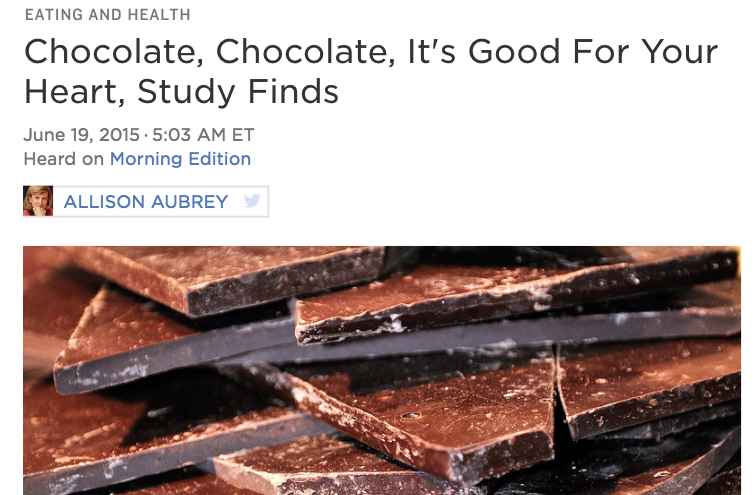 EATING AND HEALTH
Chocolate, Chocolate, It's Good For Your
Heart, Study Finds
June 19, 2015 · 5:03 AM ET
Heard on Morning Edition
ALLISON AUBREY